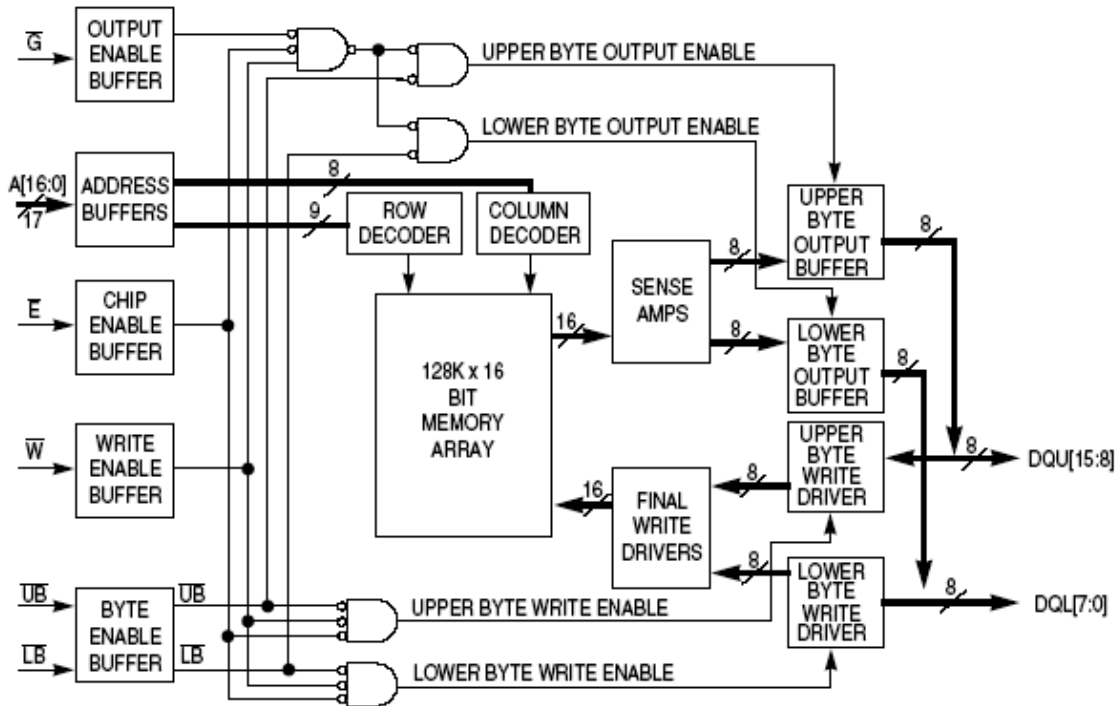 G̅
OUTPUT
ENABLE
BUFFER
UPPER BYTE OUTPUT ENABLE
LOWER BYTE OUTPUT ENABLE
A[16:0]
17
ADDRESS
BUFFERS
8
9
ROW
DECODER
COLUMN
DECODER
E̅
CHIP
ENABLE
BUFFER
128K x 16
BIT
MEMORY
ARRAY
16
SENSE
AMPS
8
8
UPPER
BYTE
OUTPUT
BUFFER
8
LOWER
BYTE
OUTPUT
BUFFER
8
W̅
WRITE
ENABLE
BUFFER
16
FINAL
WRITE
DRIVERS
8
8
UPPER
BYTE
WRITE
DRIVER
8
DQU[15:8]
LOWER
BYTE
WRITE
DRIVER
8
DQL[7:0]
U̅B̅
L̅B̅
BYTE
ENABLE
BUFFER
U̅B̅
L̅B̅
UPPER BYTE WRITE ENABLE
LOWER BYTE WRITE ENABLE